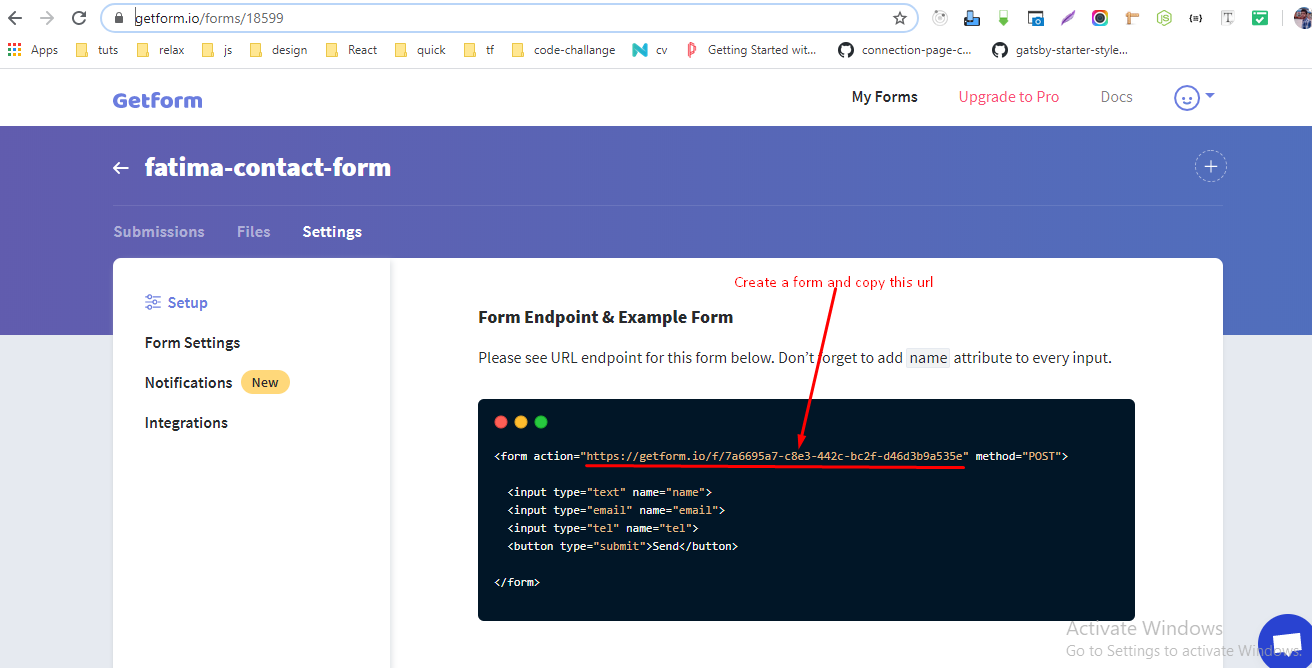 getform.io/forms/18599
Apps tuts relax js design React quick tf code-challange cv Getting Started wit... connection-page-c... gatsby-starter-style...
Getform My Forms Upgrade to Pro Docs
← fatima-contact-form
Submissions Files Settings
Create a form and copy this url
Setup
Form Settings
Notifications New
Integrations
Form Endpoint & Example Form
Please see URL endpoint for this form below. Don't forget to add name attribute to every input.
<form action="https://getform.io/f/7a6695a7-c8e3-442c-bc2f-d46d3b9a535e" method="POST">
<input type="text" name="name">
<input type="email" name="email">
<input type="tel" name="tel">
<button type="submit">Send</button>
</form>
Activate Windows
Go to Settings to activate Windows.